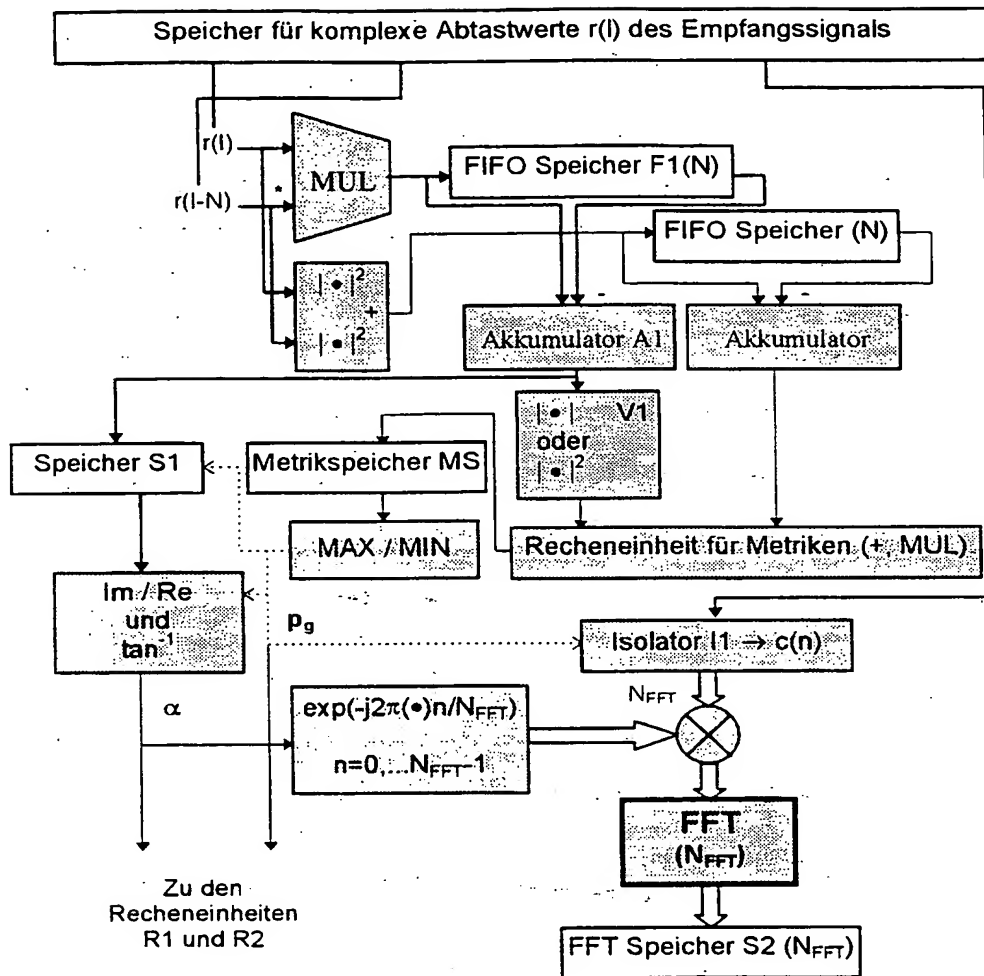 Speicher für komplexe Abtastwerte r(l) des Empfangssignals
r(l)
MUL
FIFO Speicher F1(N)
r(l-N)
*
FIFO Speicher (N)
| • |²
+
| • |²
Akkumulator A1
Akkumulator
| • | V1
oder
| • |²
Speicher S1
Metrikspeicher MS
MAX / MIN
Recheneinheit für Metriken (+, MUL)
Im / Re
und
tan⁻¹
p_g
Isolator I1 → c(n)
α
N_FFT
exp(-j2π(•)n/N_FFT)
n=0,...N_FFT-1
FFT
(N_FFT)
Zu den
Recheneinheiten
R1 und R2
FFT Speicher S2 (N_FFT)